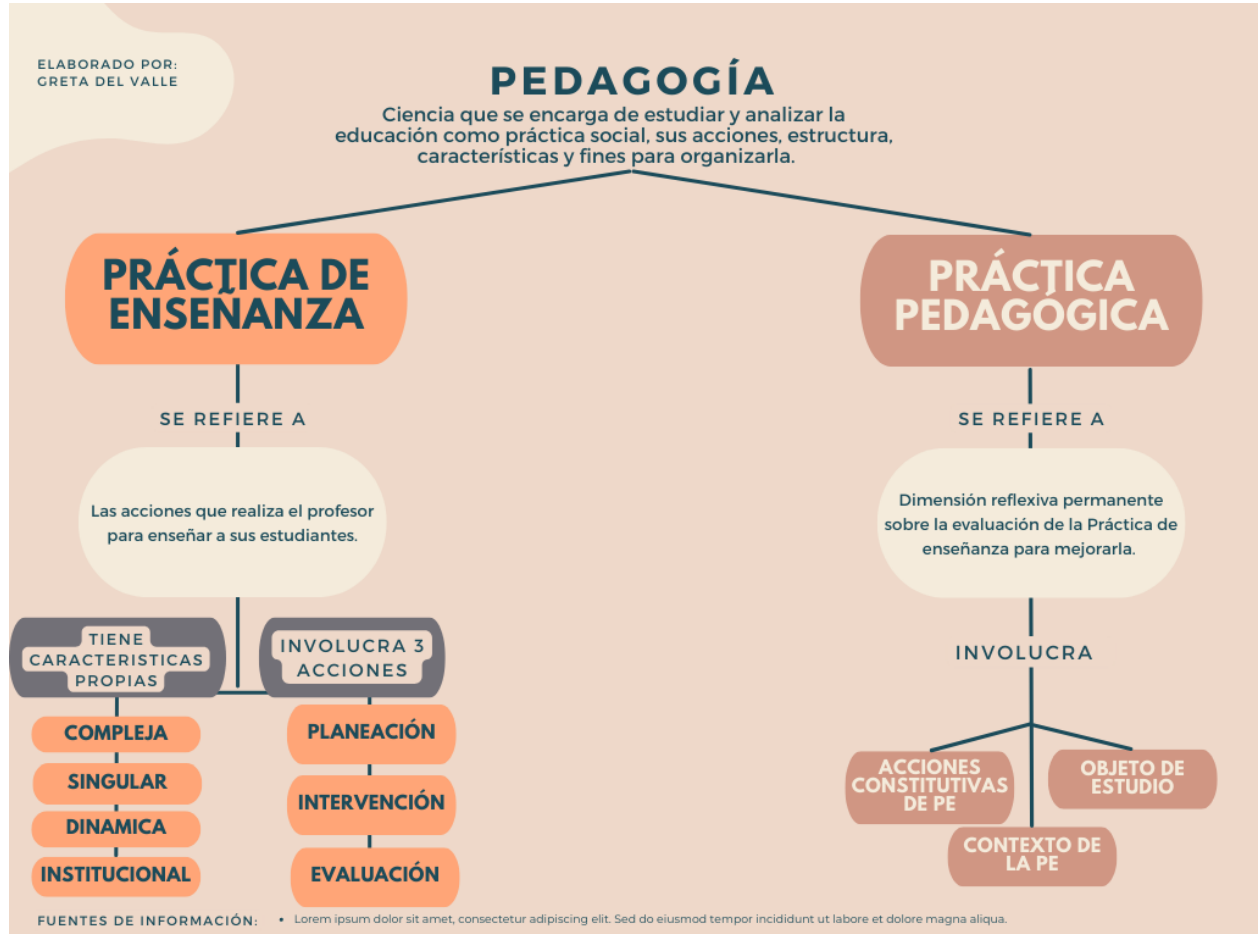 ELABORADO POR:
GRETA DEL VALLE
PEDAGOGÍA
Ciencia que se encarga de estudiar y analizar la
educación como práctica social, sus acciones, estructura,
características y fines para organizarla.
PRÁCTICA DE
ENSEÑANZA
SE REFIERE A
Las acciones que realiza el profesor
para enseñar a sus estudiantes.
TIENE
CARACTERISTICAS
PROPIAS
COMPLEJA
SINGULAR
DINAMICA
INSTITUCIONAL
INVOLUCRA 3
ACCIONES
PLANEACIÓN
INTERVENCIÓN
EVALUACIÓN
PRÁCTICA
PEDAGÓGICA
SE REFIERE A
Dimensión reflexiva permanente
sobre la evaluación de la Práctica de
enseñanza para mejorarla.
INVOLUCRA
ACCIONES
CONSTITUTIVAS
DE PE
CONTEXTO DE
LA PE
OBJETO DE
ESTUDIO
FUENTES DE INFORMACIÓN: • Lorem ipsum dolor sit amet, consectetur adipiscing elit. Sed do eiusmod tempor incididunt ut labore et dolore magna aliqua.